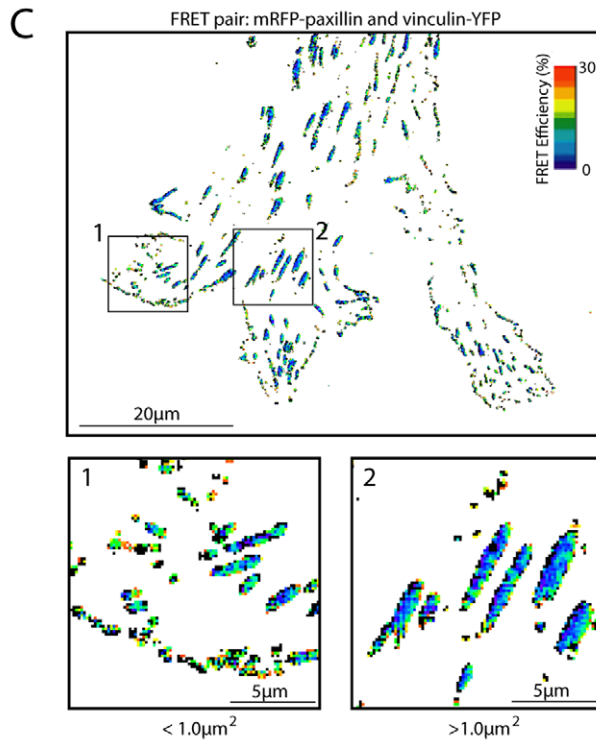 C
FRET pair: mRFP-paxillin and vinculin-YFP
30
FRET Efficiency (%)
0
1
2
20μm
1
2
5μm
5μm
< 1.0μm²
>1.0μm²